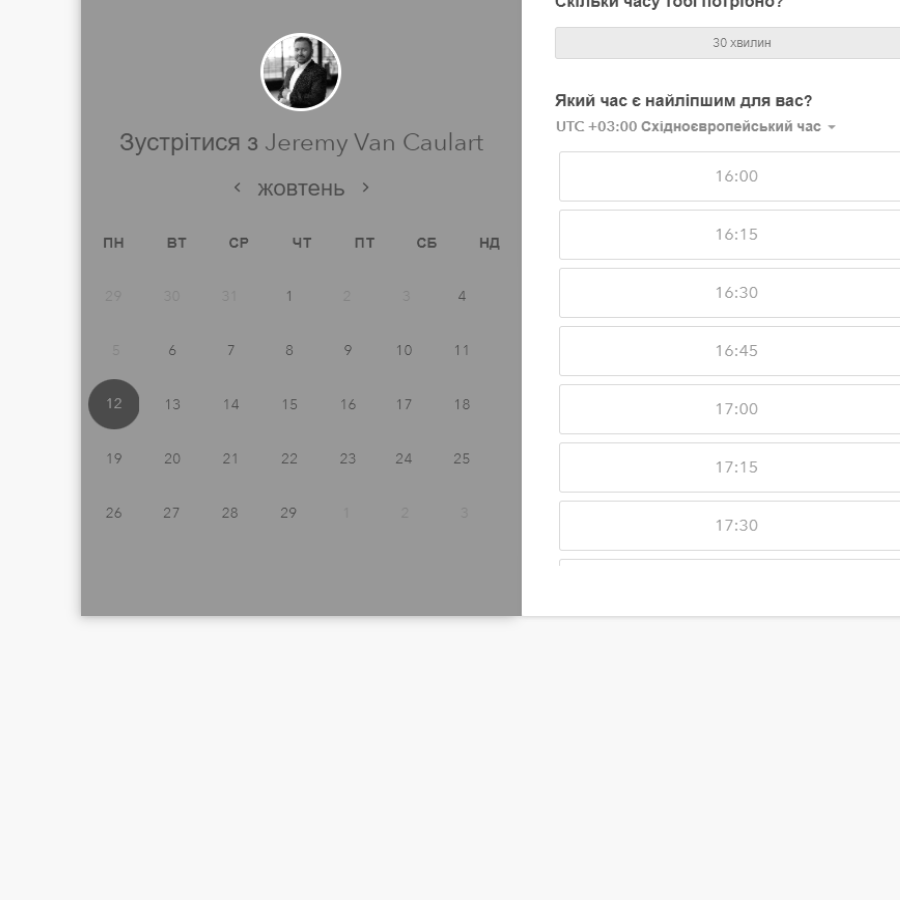 Зустрітися з Jeremy Van Caulart
жовтень
ПН ВТ СР ЧТ ПТ СБ НД
29 30 31 1 2 3 4
5 6 7 8 9 10 11
12 13 14 15 16 17 18
19 20 21 22 23 24 25
26 27 28 29 1 2 3
Скільки часу тобі потрібно?
30 хвилин
Який час є найліпшим для вас?
UTC +03:00 Східноєвропейський час
16:00
16:15
16:30
16:45
17:00
17:15
17:30